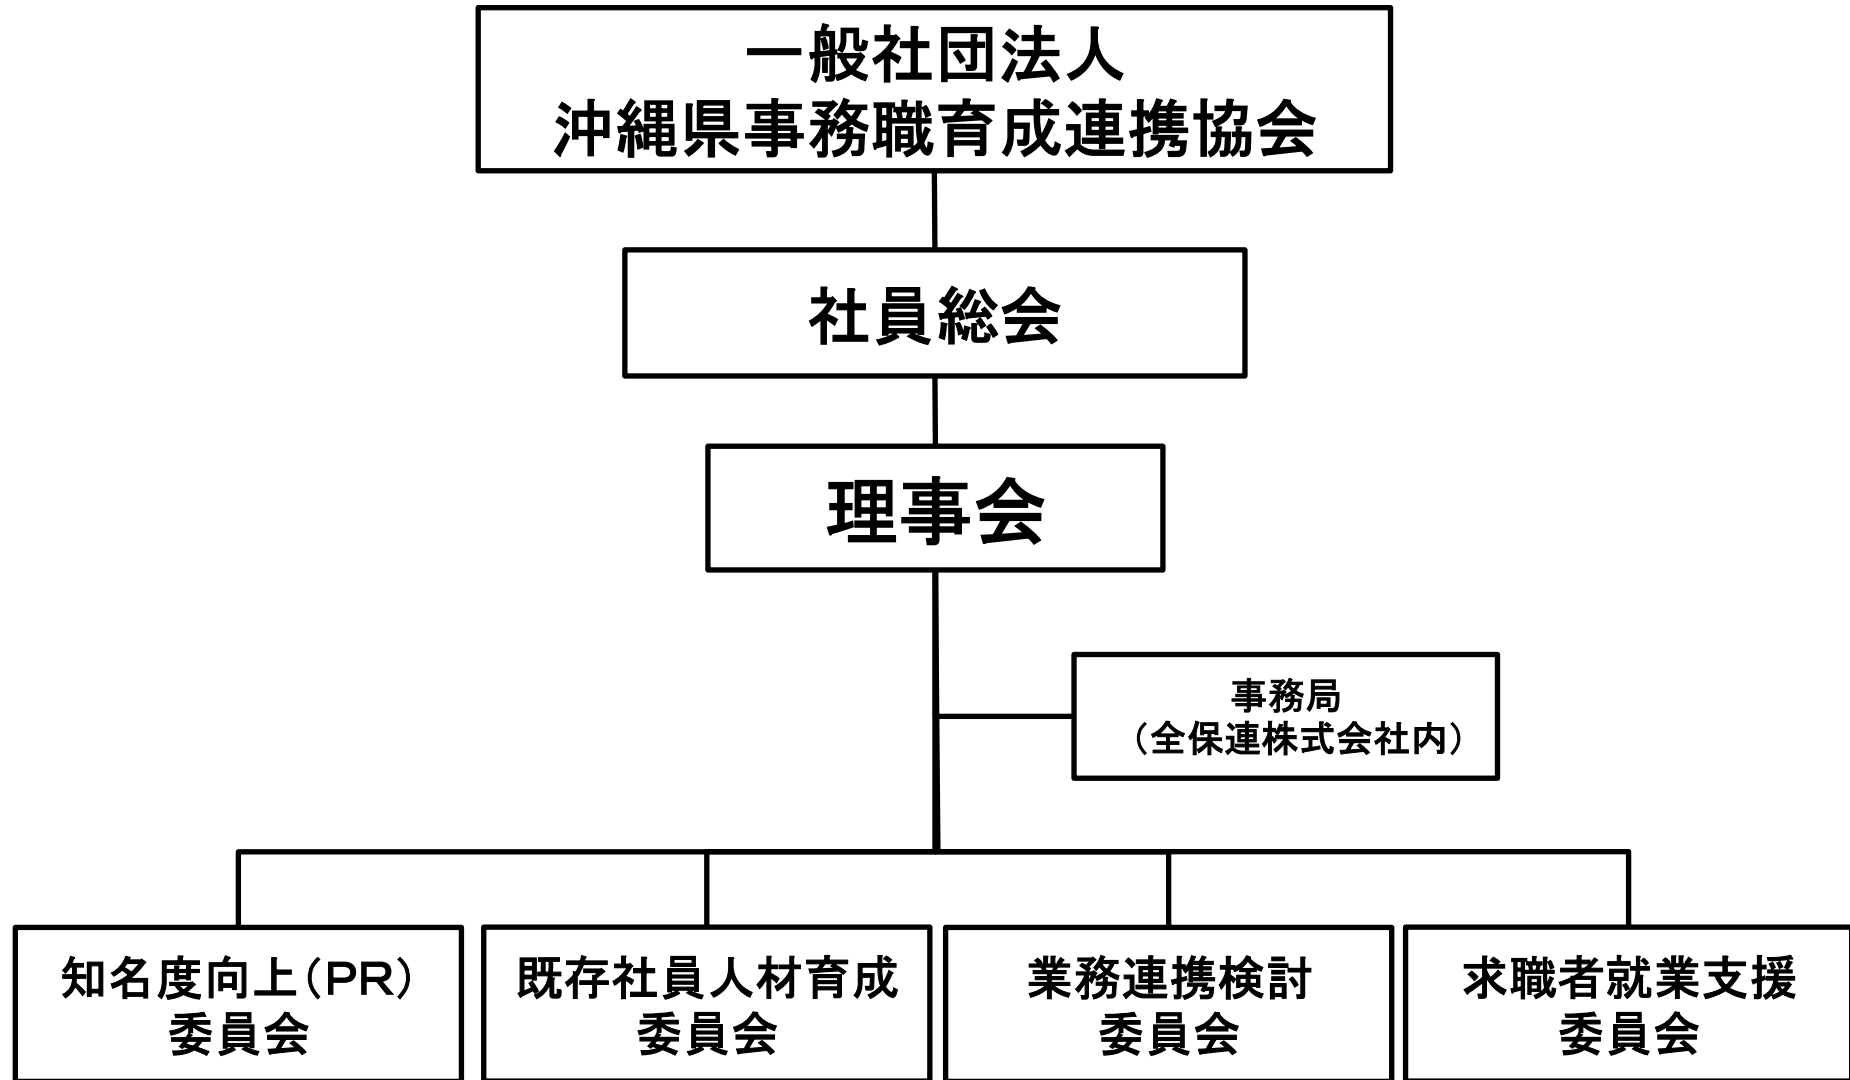 一般社団法人
沖縄県事務職育成連携協会
社員総会
理事会
事務局
（全保連株式会社内）
知名度向上（PR）
委員会
既存社員人材育成
委員会
業務連携検討
委員会
求職者就業支援
委員会